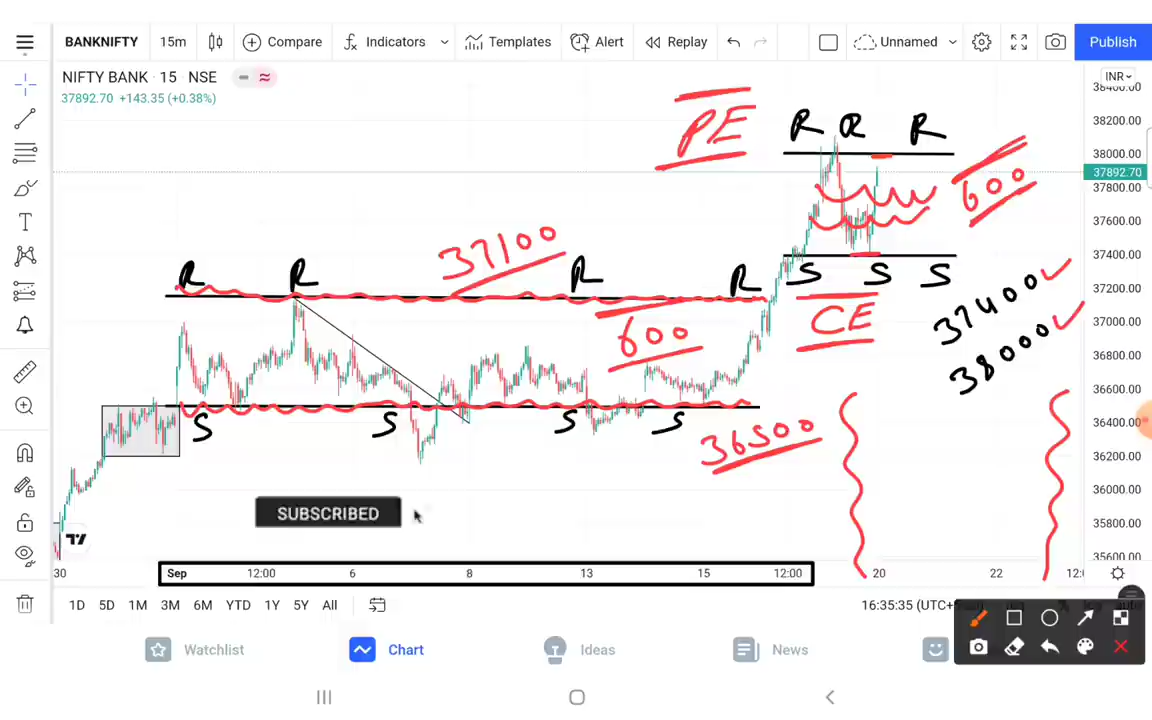 BANKNIFTY 15m Compare Indicators Templates Alert Replay Unnamed Publish
NIFTY BANK · 15 NSE
37892.70 +143.35 (+0.38%)
INR
38400.00
38200.00
38000.00
37892.70
37800.00
37600.00
37400.00
37200.00
37000.00
36800.00
36600.00
36400.00
36200.00
36000.00
35800.00
35600.00
PE
R R R
600
S S S
CE
37400
38000
R R R R
37100
600
S S S S
36500
SUBSCRIBED
30 Sep 12:00 6 8 13 15 12:00 20 22
1D 5D 1M 3M 6M YTD 1Y 5Y All
16:35:35
Watchlist Chart Ideas News